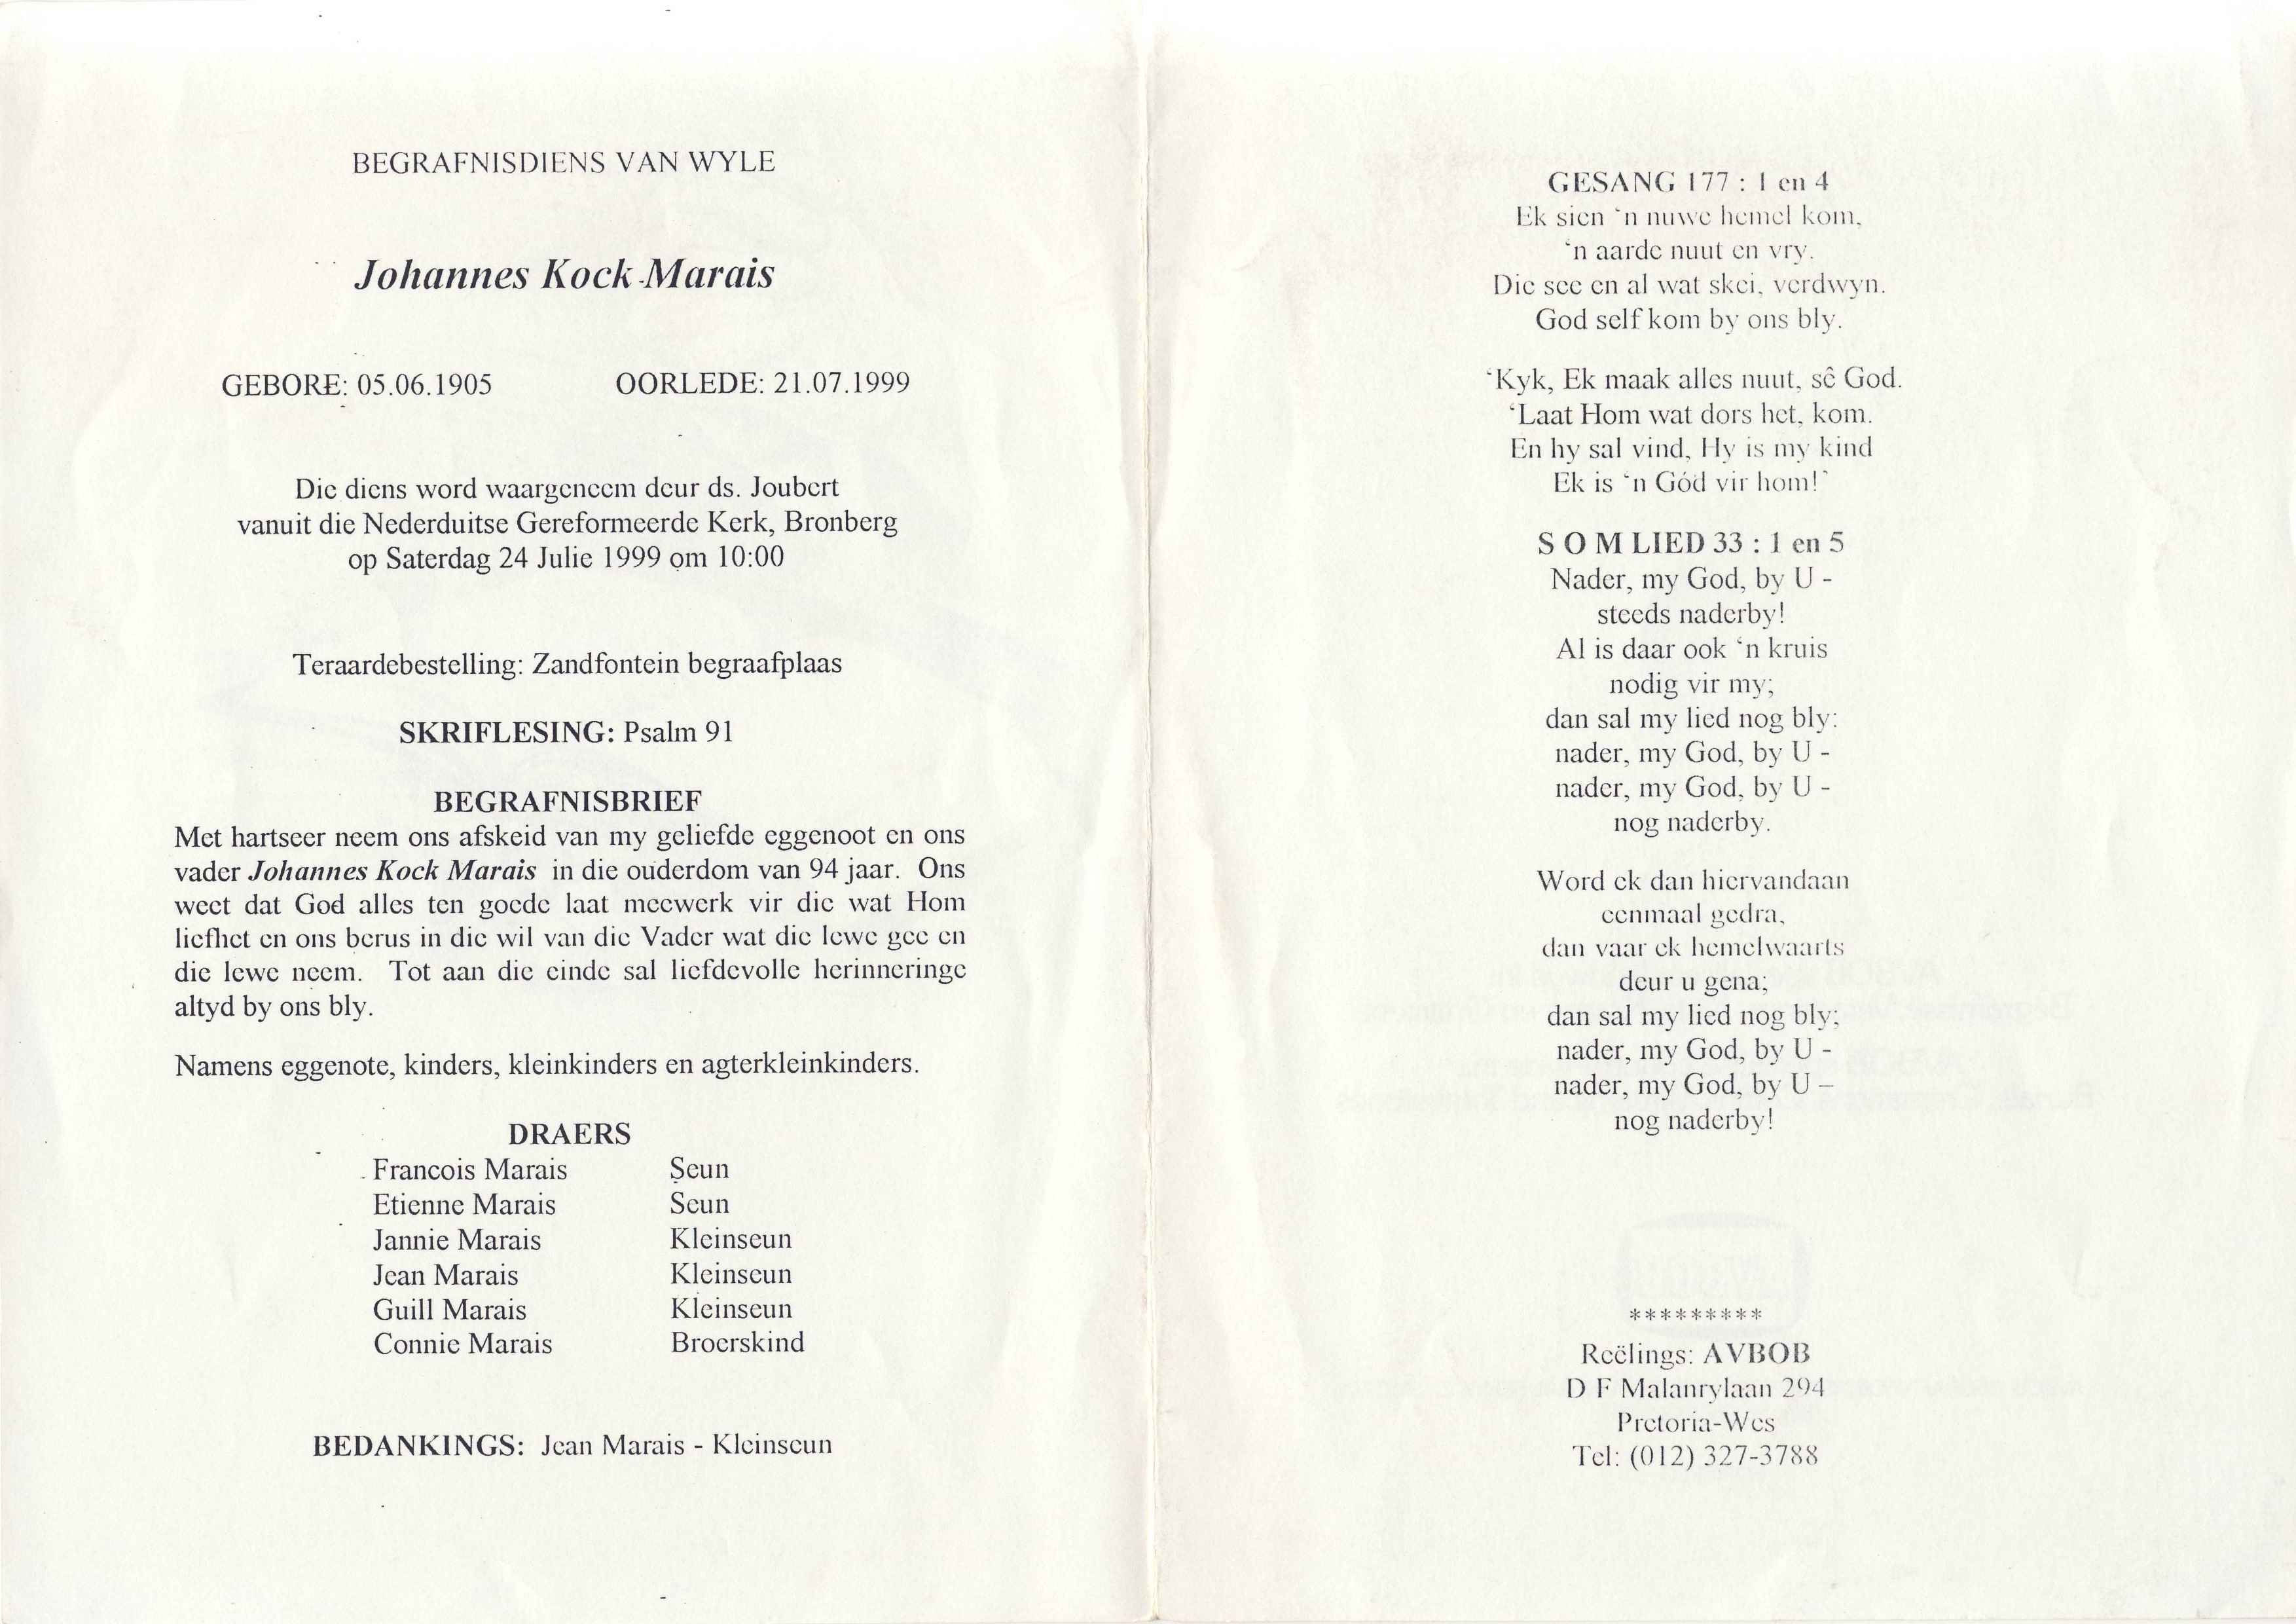 BEGRAFNISDIENS VAN WYLE
Johannes Kock Marais
GEBORE: 05.06.1905 OORLEDE: 21.07.1999
Die diens word waargeneem deur ds. Joubert
vanuit die Nederduitse Gereformeerde Kerk, Bronberg
op Saterdag 24 Julie 1999 om 10:00
Teraardebestelling: Zandfontein begraafplaas
SKRIFLESING: Psalm 91
BEGRAFNISBRIEF
Met hartseer neem ons afskeid van my geliefde eggenoot en ons
vader Johannes Kock Marais in die ouderdom van 94 jaar. Ons
weet dat God alles ten goede laat meewerk vir die wat Hom
liefhet en ons berus in die wil van die Vader wat die lewe gee en
die lewe neem. Tot aan die einde sal liefdevolle herinneringe
altyd by ons bly.
Namens eggenote, kinders, kleinkinders en agterkleinkinders.
DRAERS
Francois Marais Seun
Etienne Marais Seun
Jannie Marais Kleinseun
Jean Marais Kleinseun
Guill Marais Kleinseun
Connie Marais Broerskind
BEDANKINGS: Jean Marais - Kleinseun
GESANG 177 : 1 en 4
Ek sien 'n nuwe hemel kom,
'n aarde nuut en vry.
Die see en al wat skei, verdwyn.
God self kom by ons bly.
'Kyk, Ek maak alles nuut, sê God.
'Laat Hom wat dors het, kom.
En hy sal vind, Hy is my kind
Ek is 'n Gód vir hom!'
S O M LIED 33 : 1 en 5
Nader, my God, by U -
steeds naderby!
Al is daar ook 'n kruis
nodig vir my;
dan sal my lied nog bly:
nader, my God, by U -
nader, my God, by U -
nog naderby.
Word ek dan hiervandaan
eenmaal gedra,
dan vaar ek hemelwaarts
deur u gena;
dan sal my lied nog bly;
nader, my God, by U -
nader, my God, by U –
nog naderby!
*********
Reëlings: AVBOB
D F Malanrylaan 294
Pretoria-Wes
Tel: (012) 327-3788